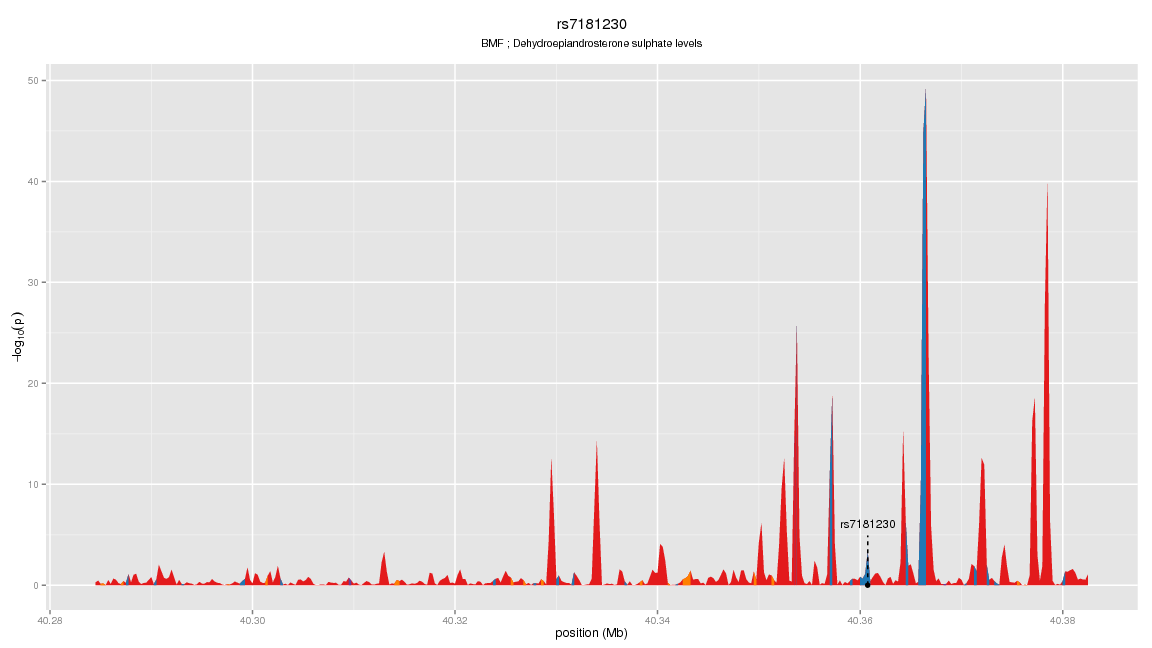 rs7181230
BMF ; Dehydroepiandrosterone sulphate levels
50
40
30
20
10
0
−log10(p)
rs7181230
40.28 40.30 40.32 40.34 40.36 40.38
position (Mb)